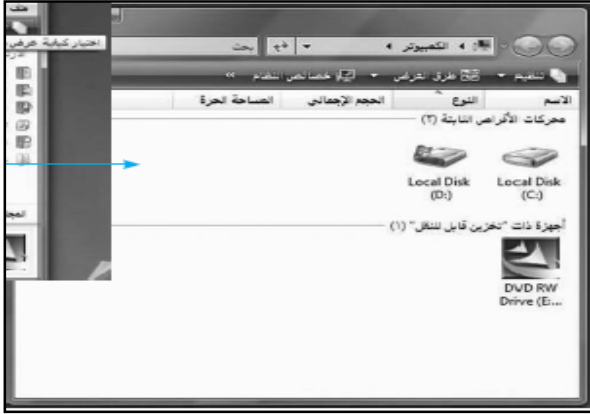 ملف
اختيار كيفية عرض
الكمبيوتر
بحث
تنظيم
طرق العرض
خصائص النظام »
الاسم
النوع
الحجم الإجمالي
المساحة الحرة
محركات الأقراص الثابتة (٢)
Local Disk (C:)
Local Disk (D:)
أجهزة ذات "تخزين قابل للنقل" (١)
DVD RW
Drive (E:...